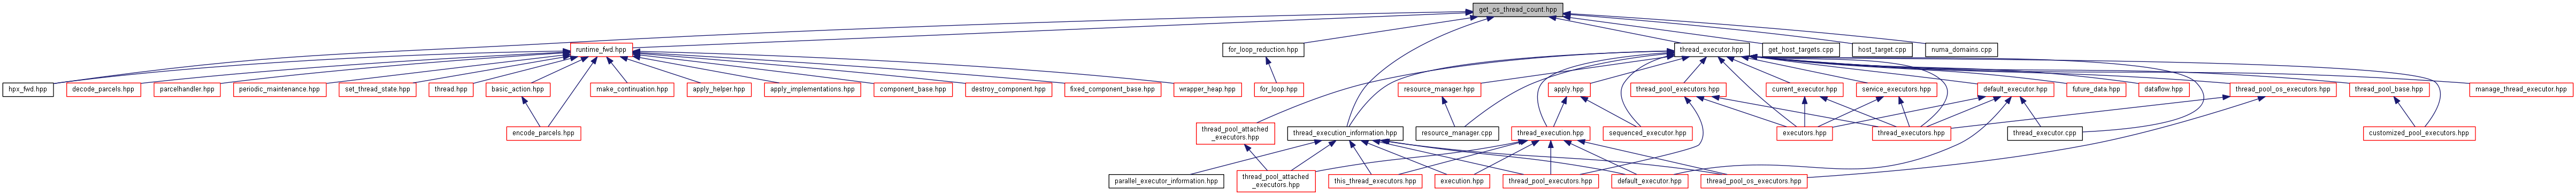 get_os_thread_count.hpp
runtime_fwd.hpp
for_loop_reduction.hpp
thread_executor.hpp
get_host_targets.cpp
host_target.cpp
numa_domains.cpp
hpx_fwd.hpp
decode_parcels.hpp
parcelhandler.hpp
periodic_maintenance.hpp
set_thread_state.hpp
thread.hpp
basic_action.hpp
make_continuation.hpp
apply_helper.hpp
apply_implementations.hpp
component_base.hpp
destroy_component.hpp
fixed_component_base.hpp
wrapper_heap.hpp
for_loop.hpp
resource_manager.hpp
apply.hpp
thread_pool_executors.hpp
current_executor.hpp
service_executors.hpp
default_executor.hpp
future_data.hpp
dataflow.hpp
thread_pool_os_executors.hpp
thread_pool_base.hpp
manage_thread_executor.hpp
encode_parcels.hpp
thread_pool_attached
_executors.hpp
thread_execution_information.hpp
resource_manager.cpp
thread_execution.hpp
sequenced_executor.hpp
executors.hpp
thread_executors.hpp
thread_executor.cpp
customized_pool_executors.hpp
parallel_executor_information.hpp
thread_pool_attached
_executors.hpp
this_thread_executors.hpp
execution.hpp
thread_pool_executors.hpp
default_executor.hpp
thread_pool_os_executors.hpp